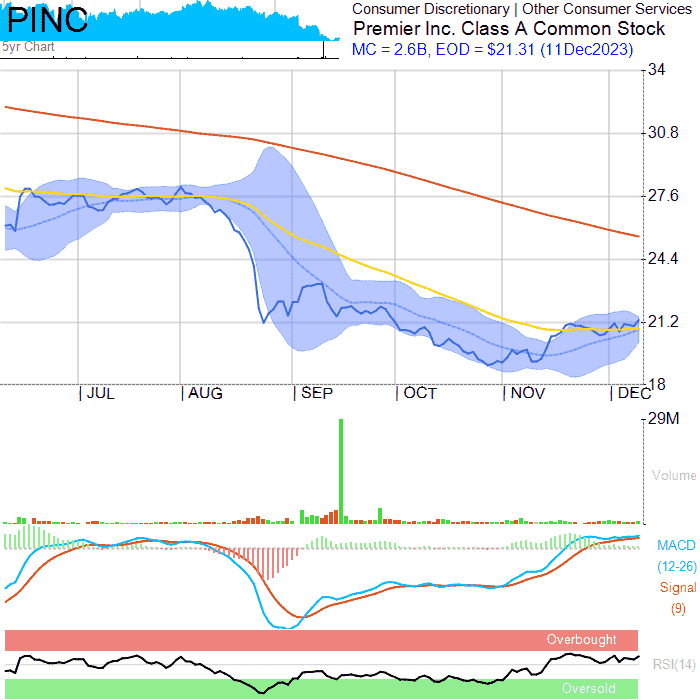 PINC
5yr Chart
Consumer Discretionary | Other Consumer Services
Premier Inc. Class A Common Stock
MC = 2.6B, EOD = $21.31 (11Dec2023)
34
30.8
27.6
24.4
21.2
18
JUL
AUG
SEP
OCT
NOV
DEC
29M
Volume
MACD
(12-26)
Signal
(9)
Overbought
RSI(14)
Oversold